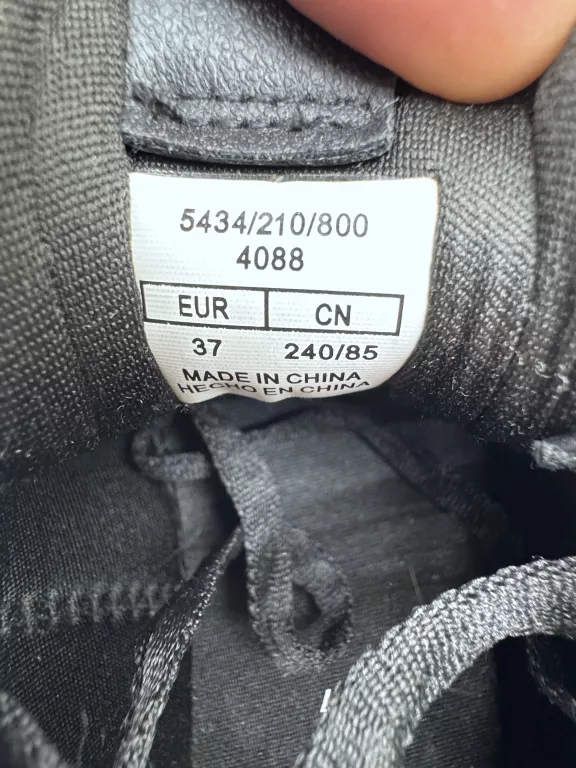 5434/210/800
4088
EUR CN
37 240/85
MADE IN CHINA
HECHO EN CHINA